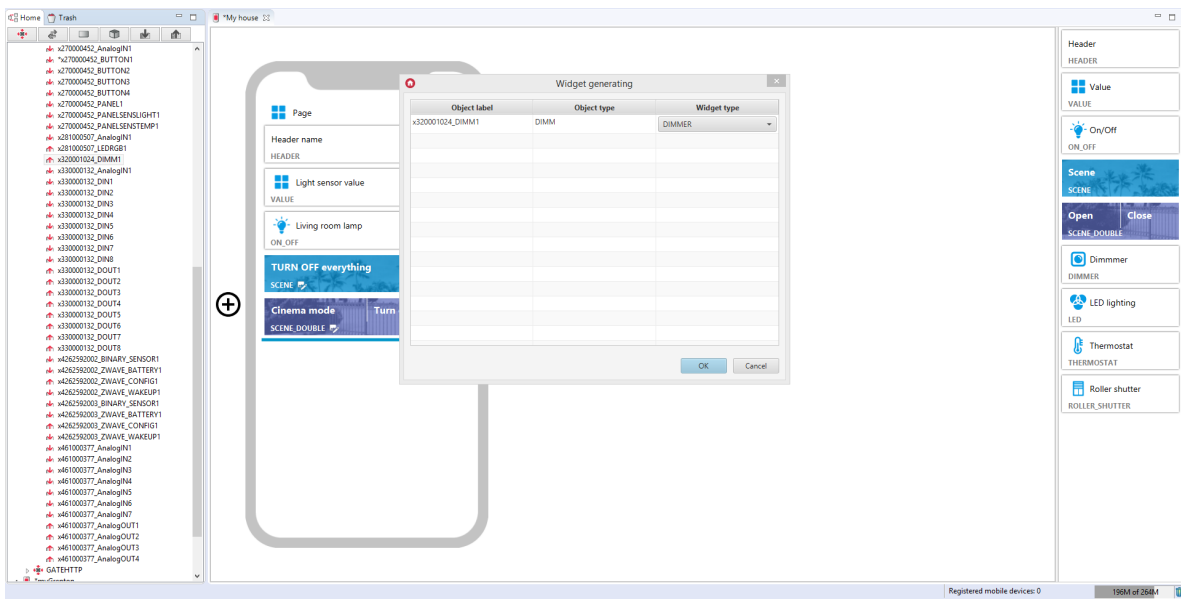 Home Trash
*My house
x270000452_AnalogIN1
*x270000452_BUTTON1
x270000452_BUTTON2
x270000452_BUTTON3
x270000452_BUTTON4
x270000452_PANEL1
x270000452_PANELSENSLIGHT1
x270000452_PANELSENSTEMP1
x281000507_AnalogIN1
x281000507_LEDRGB1
x320001024_DIMM1
x330000132_AnalogIN1
x330000132_DIN1
x330000132_DIN2
x330000132_DIN3
x330000132_DIN4
x330000132_DIN5
x330000132_DIN6
x330000132_DIN7
x330000132_DIN8
x330000132_DOUT1
x330000132_DOUT2
x330000132_DOUT3
x330000132_DOUT4
x330000132_DOUT5
x330000132_DOUT6
x330000132_DOUT7
x330000132_DOUT8
x4262592002_BINARY_SENSOR1
x4262592002_ZWAVE_BATTERY1
x4262592002_ZWAVE_CONFIG1
x4262592002_ZWAVE_WAKEUP1
x4262592003_BINARY_SENSOR1
x4262592003_ZWAVE_BATTERY1
x4262592003_ZWAVE_CONFIG1
x4262592003_ZWAVE_WAKEUP1
x461000377_AnalogIN1
x461000377_AnalogIN2
x461000377_AnalogIN3
x461000377_AnalogIN4
x461000377_AnalogIN5
x461000377_AnalogIN6
x461000377_AnalogIN7
x461000377_AnalogOUT1
x461000377_AnalogOUT2
x461000377_AnalogOUT3
x461000377_AnalogOUT4
GATEHTTP
Page
Header name
HEADER
Light sensor value
VALUE
Living room lamp
ON_OFF
TURN OFF everything
SCENE
Cinema mode Turn
SCENE_DOUBLE
Widget generating
Object label Object type Widget type
x320001024_DIMM1 DIMM DIMMER
OK Cancel
Header
HEADER
Value
VALUE
On/Off
ON_OFF
Scene
SCENE
Open Close
SCENE_DOUBLE
Dimmmer
DIMMER
LED lighting
LED
Thermostat
THERMOSTAT
Roller shutter
ROLLER_SHUTTER
Registered mobile devices: 0 196M of 264M